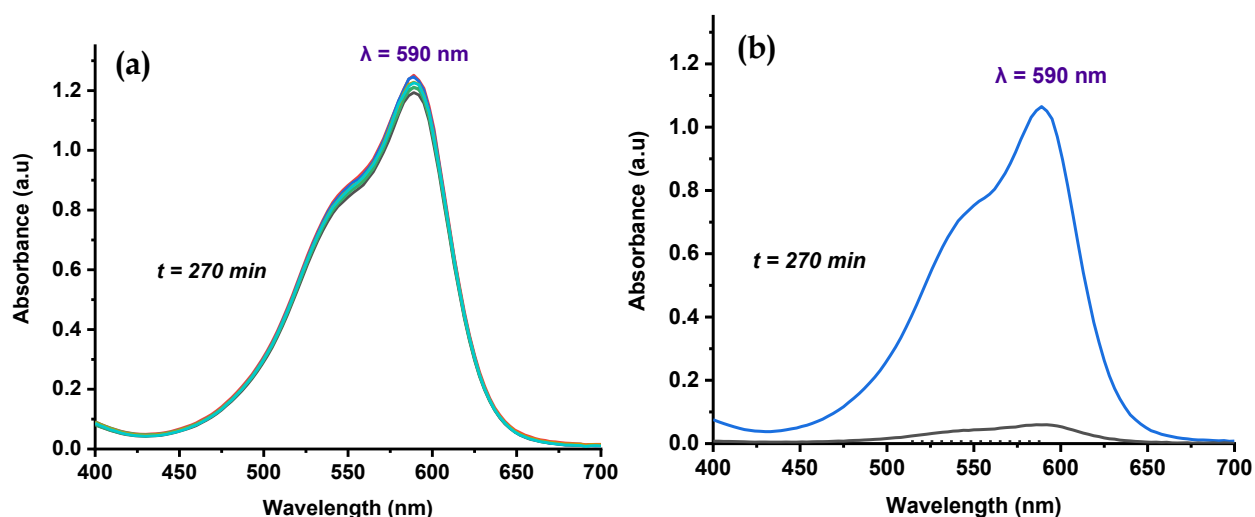 (a)
λ = 590 nm
1.2
1.0
0.8
0.6
0.4
0.2
0.0
Absorbance (a.u)
t = 270 min
400 450 500 550 600 650 700
Wavelength (nm)
(b)
λ = 590 nm
1.2
1.0
0.8
0.6
0.4
0.2
0.0
Absorbance (a.u)
t = 270 min
400 450 500 550 600 650 700
Wavelength (nm)